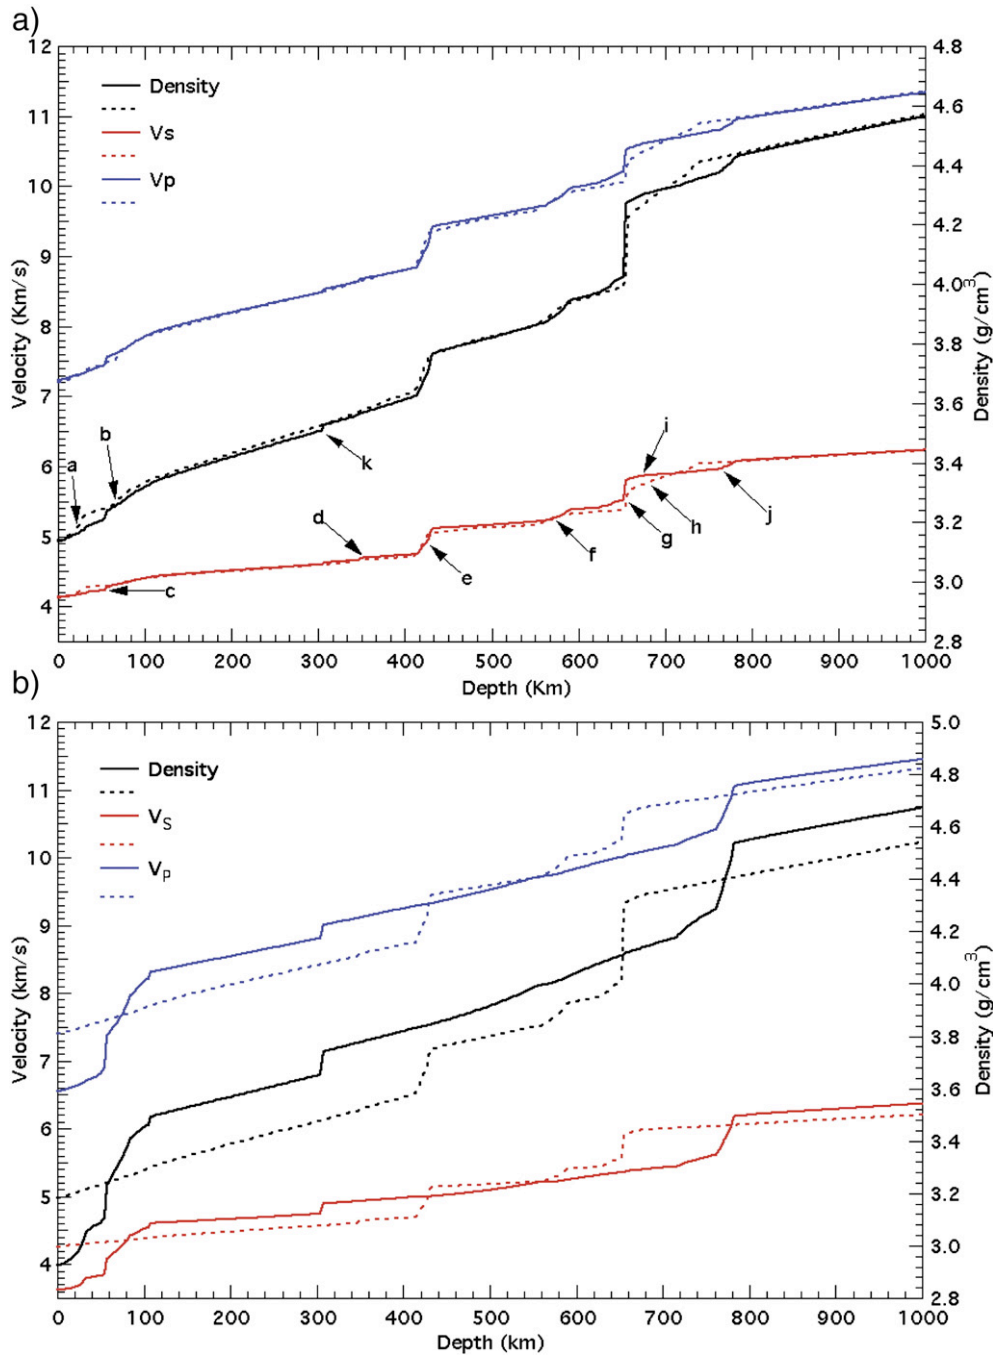 a)
12
11
10
9
8
7
6
5
4
Velocity (Km/s)
Density
Vs
Vp
a
b
c
d
e
f
g
h
i
j
k
4.8
4.6
4.4
4.2
4.0
3.8
3.6
3.4
3.2
3.0
2.8
Density (g/cm³)
0 100 200 300 400 500 600 700 800 900 1000
Depth (Km)
b)
12
11
10
9
8
7
6
5
4
Velocity (km/s)
Density
VS
VP
5.0
4.8
4.6
4.4
4.2
4.0
3.8
3.6
3.4
3.2
3.0
2.8
Density (g/cm³)
0 100 200 300 400 500 600 700 800 900 1000
Depth (km)